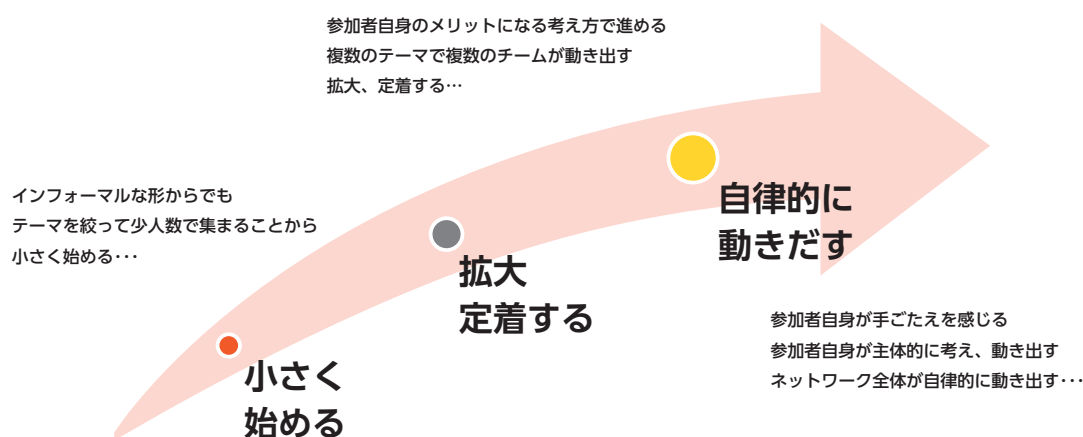 参加者自身のメリットになる考え方で進める
複数のテーマで複数のチームが動き出す
拡大、定着する…
インフォーマルな形からでも
テーマを絞って少人数で集まることから
小さく始める･･･
自律的に
動きだす
拡大
定着する
参加者自身が手ごたえを感じる
参加者自身が主体的に考え、動き出す
ネットワーク全体が自律的に動き出す･･･
小さく
始める